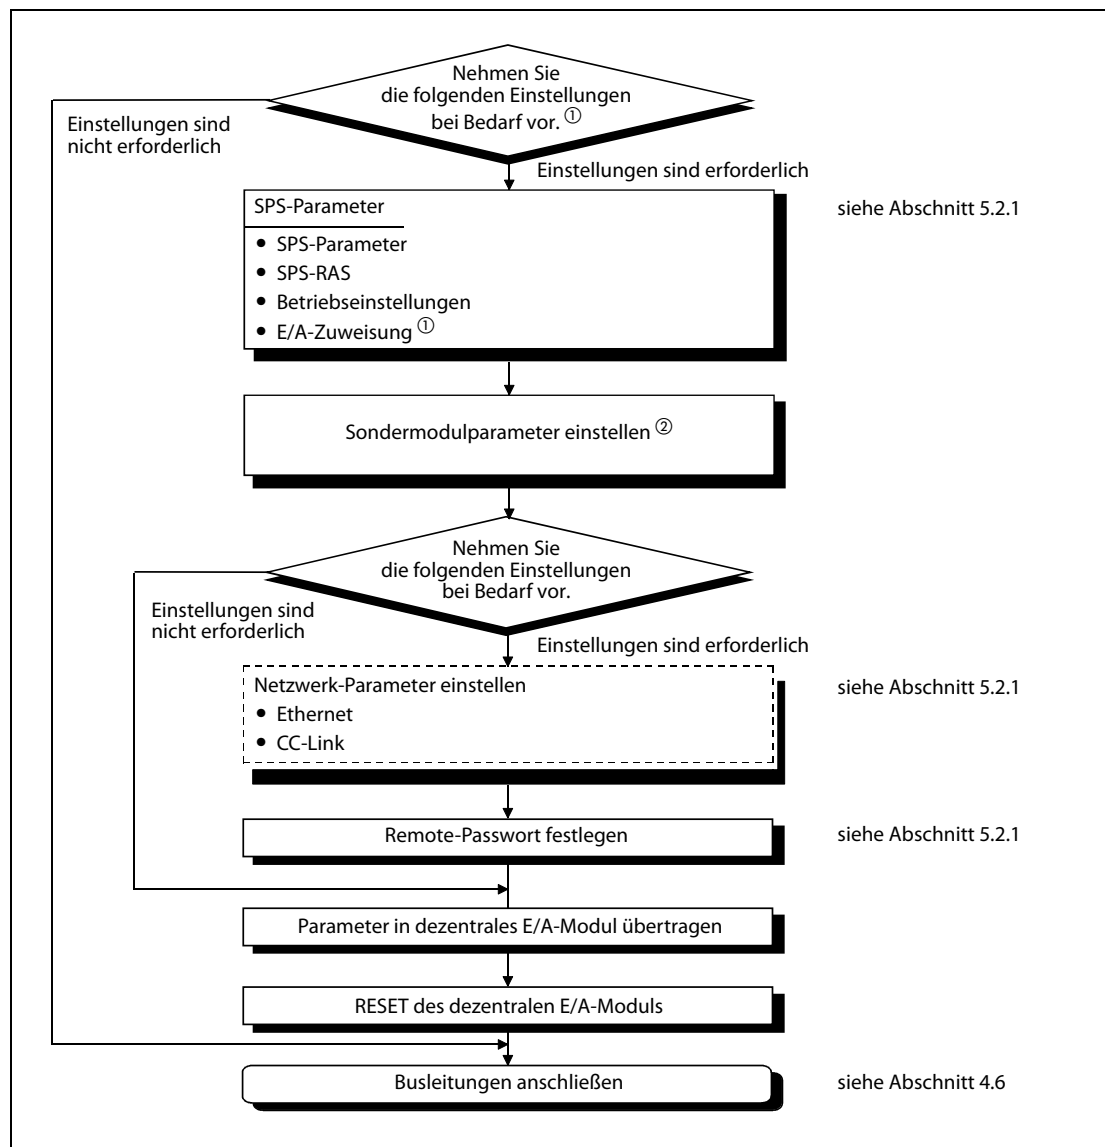 Nehmen Sie
die folgenden Einstellungen
bei Bedarf vor. ①
Einstellungen sind
nicht erforderlich
Einstellungen sind erforderlich
SPS-Parameter
siehe Abschnitt 5.2.1
• SPS-Parameter
• SPS-RAS
• Betriebseinstellungen
• E/A-Zuweisung ①
Sondermodulparameter einstellen ②
Nehmen Sie
die folgenden Einstellungen
bei Bedarf vor.
Einstellungen sind
nicht erforderlich
Einstellungen sind erforderlich
Netzwerk-Parameter einstellen
siehe Abschnitt 5.2.1
• Ethernet
• CC-Link
Remote-Passwort festlegen
siehe Abschnitt 5.2.1
Parameter in dezentrales E/A-Modul übertragen
RESET des dezentralen E/A-Moduls
Busleitungen anschließen
siehe Abschnitt 4.6